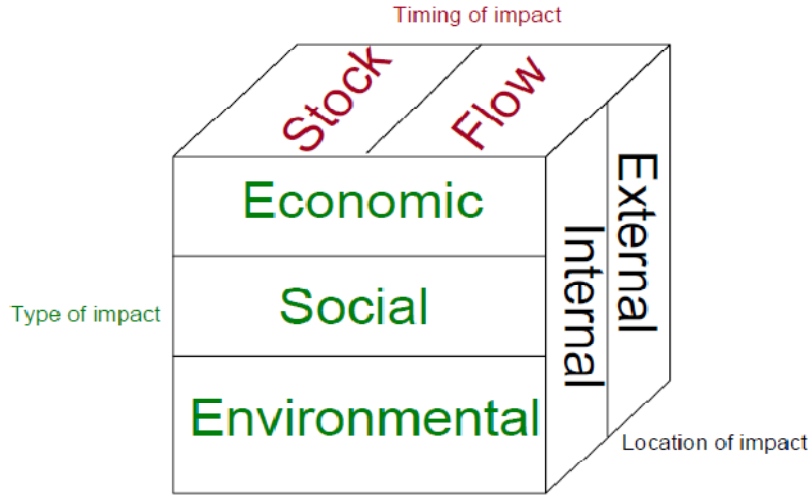 Timing of impact
Stock
Flow
Economic
External
Internal
Social
Type of impact
Environmental
Location of impact